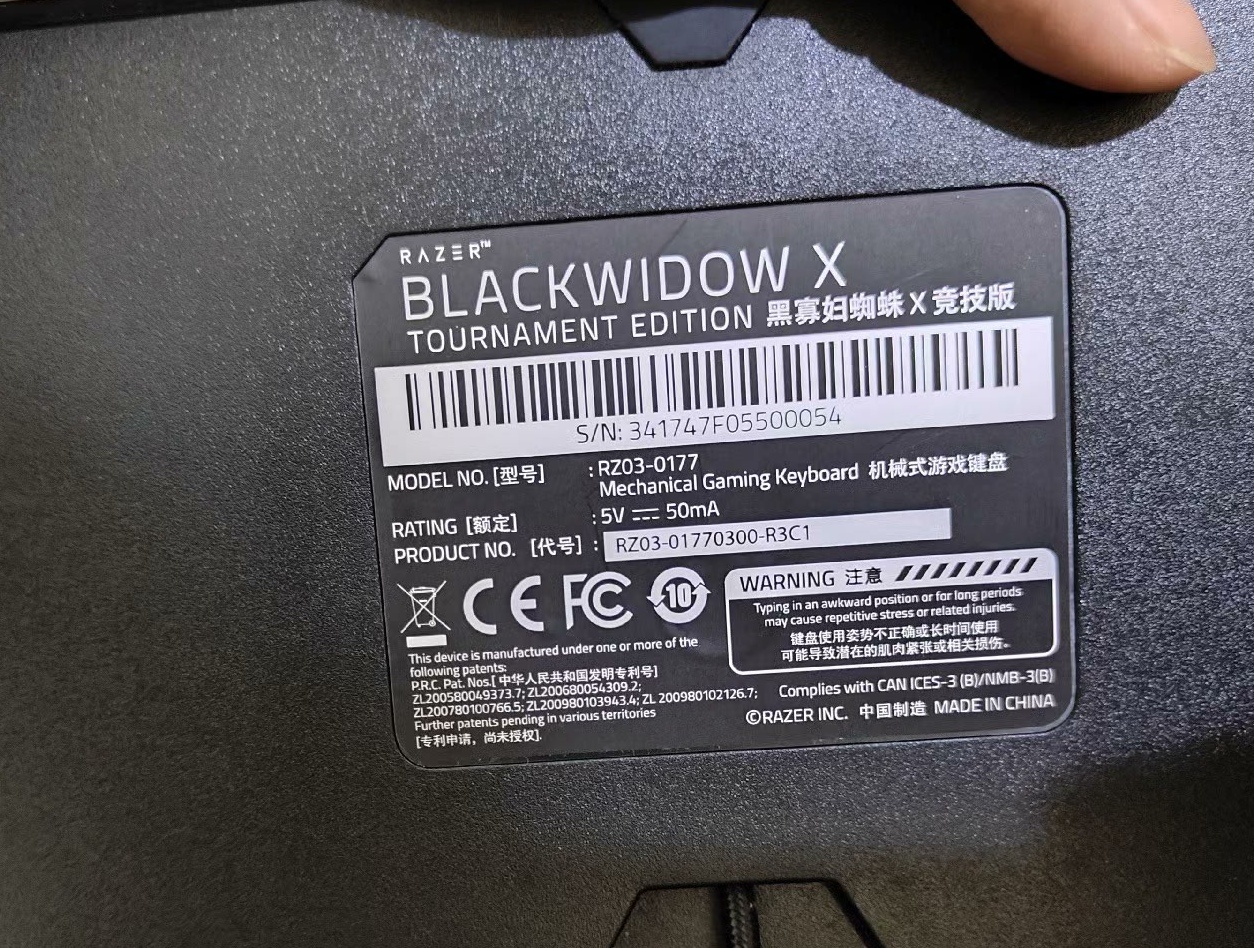 RAZER™
BLACKWIDOW X
TOURNAMENT EDITION 黑寡妇蜘蛛X竞技版
S/N: 341747F05500054
MODEL NO. [型号] : RZ03-0177
Mechanical Gaming Keyboard 机械式游戏键盘
RATING [额定] : 5V ⎓ 50mA
PRODUCT NO. [代号] : RZ03-01770300-R3C1
CE FC 10
WARNING 注意
Typing in an awkward position or for long periods
may cause repetitive stress or related injuries.
键盘使用姿势不正确或长时间使用
可能导致潜在的肌肉紧张或相关损伤。
This device is manufactured under one or more of the
following patents:
P.R.C. Pat. Nos.[中华人民共和国发明专利号]
ZL200580049373.7; ZL200680054309.2;
ZL200780100766.5; ZL200980103943.4; ZL 200980102126.7;
Further patents pending in various territories
[专利申请，尚未授权].
Complies with CAN ICES-3 (B)/NMB-3(B)
©RAZER INC. 中国制造 MADE IN CHINA